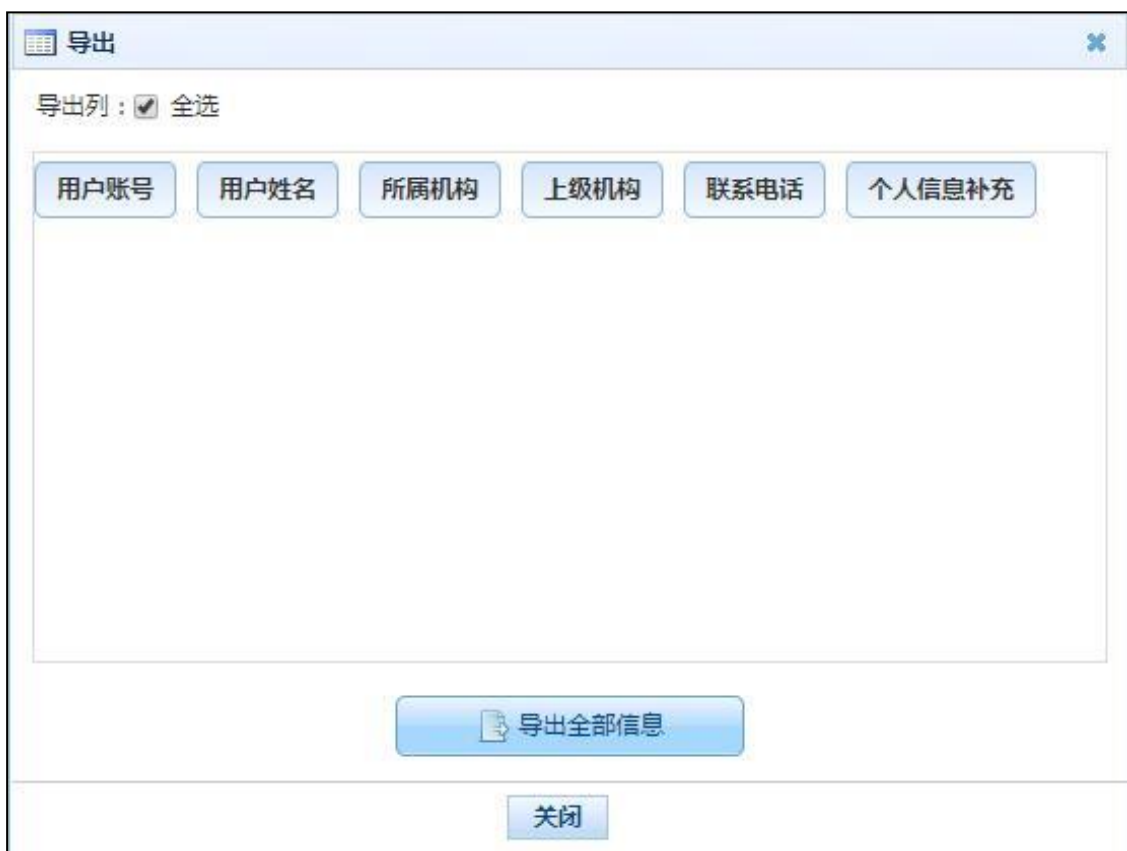 导出
导出列：全选
用户账号 用户姓名 所属机构 上级机构 联系电话 个人信息补充
导出全部信息
关闭